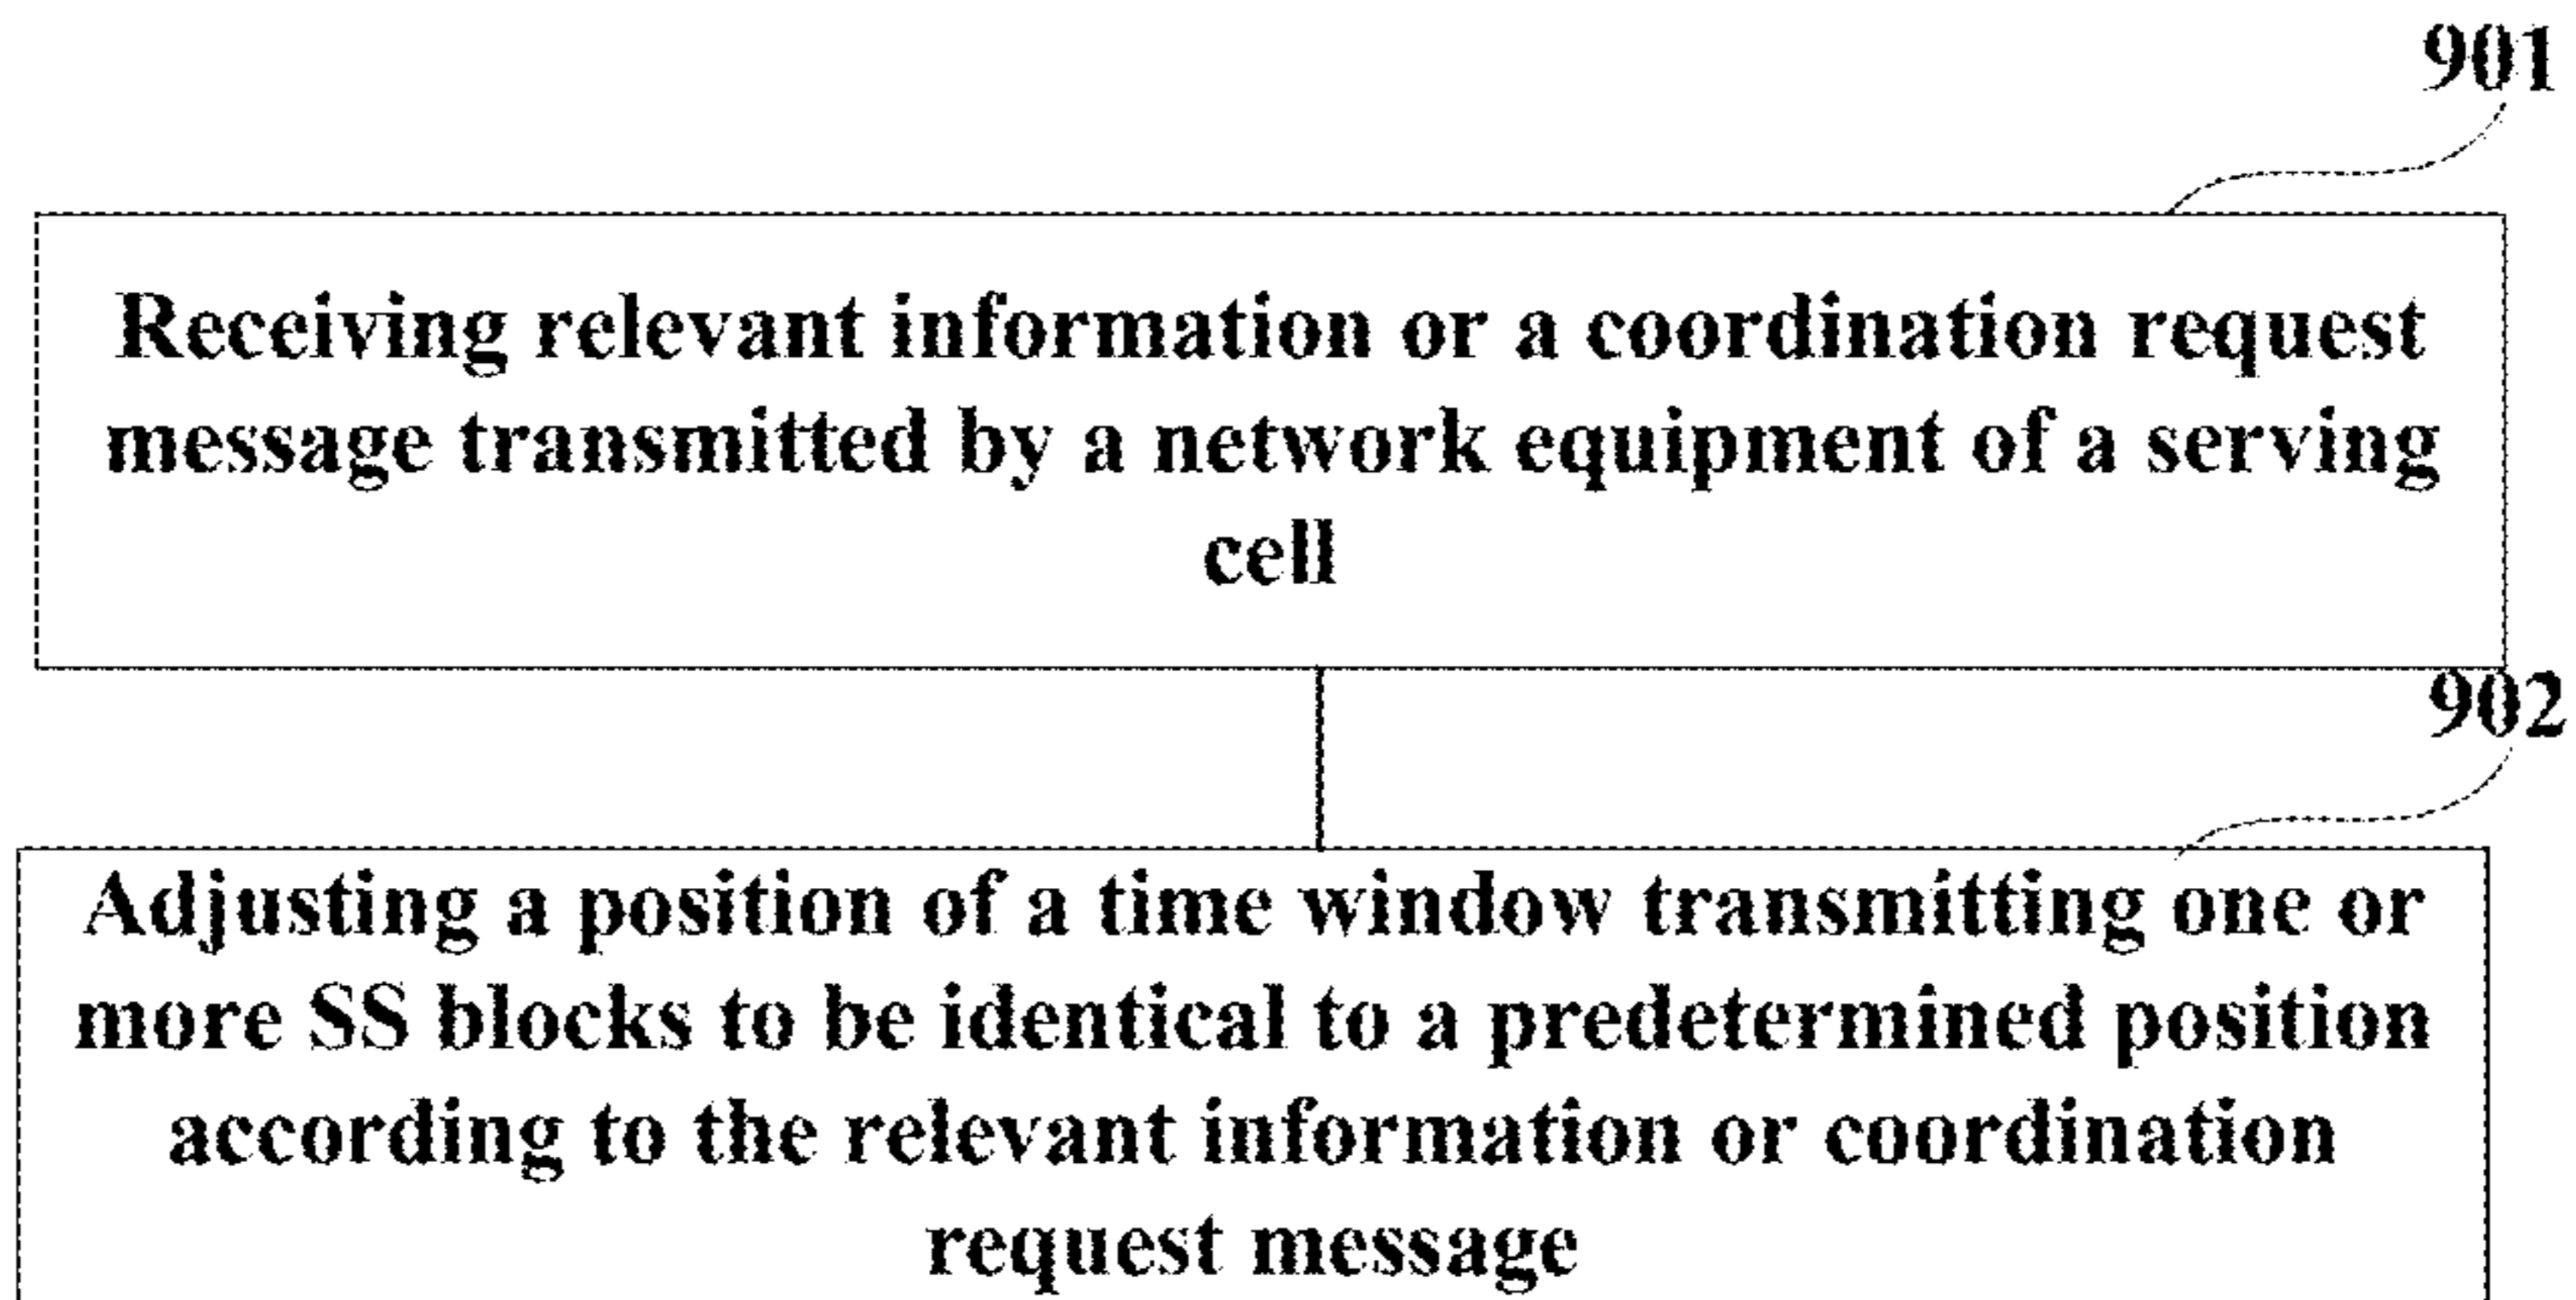 901
Receiving relevant information or a coordination request
message transmitted by a network equipment of a serving
cell
902
Adjusting a position of a time window transmitting one or
more SS blocks to be identical to a predetermined position
according to the relevant information or coordination
request message